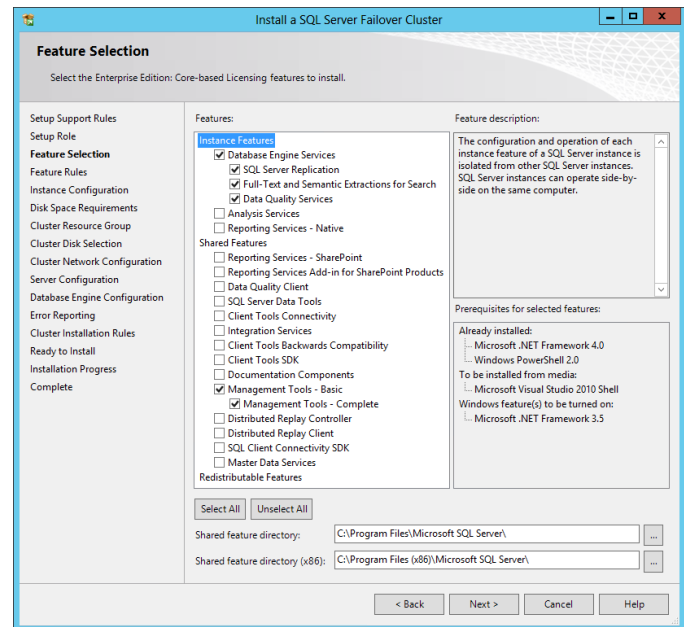 Install a SQL Server Failover Cluster
Feature Selection
Select the Enterprise Edition: Core-based Licensing features to install.
Setup Support Rules
Setup Role
Feature Selection
Feature Rules
Instance Configuration
Disk Space Requirements
Cluster Resource Group
Cluster Disk Selection
Cluster Network Configuration
Server Configuration
Database Engine Configuration
Error Reporting
Cluster Installation Rules
Ready to Install
Installation Progress
Complete
Features:
Instance Features
Database Engine Services
SQL Server Replication
Full-Text and Semantic Extractions for Search
Data Quality Services
Analysis Services
Reporting Services - Native
Shared Features
Reporting Services - SharePoint
Reporting Services Add-in for SharePoint Products
Data Quality Client
SQL Server Data Tools
Client Tools Connectivity
Integration Services
Client Tools Backwards Compatibility
Client Tools SDK
Documentation Components
Management Tools - Basic
Management Tools - Complete
Distributed Replay Controller
Distributed Replay Client
SQL Client Connectivity SDK
Master Data Services
Redistributable Features
Feature description:
The configuration and operation of each
instance feature of a SQL Server instance is
isolated from other SQL Server instances.
SQL Server instances can operate side-by-
side on the same computer.
Prerequisites for selected features:
Already installed:
Microsoft .NET Framework 4.0
Windows PowerShell 2.0
To be installed from media:
Microsoft Visual Studio 2010 Shell
Windows feature(s) to be turned on:
Microsoft .NET Framework 3.5
Select All
Unselect All
Shared feature directory:
C:\Program Files\Microsoft SQL Server\
...
Shared feature directory (x86):
C:\Program Files (x86)\Microsoft SQL Server\
...
< Back
Next >
Cancel
Help